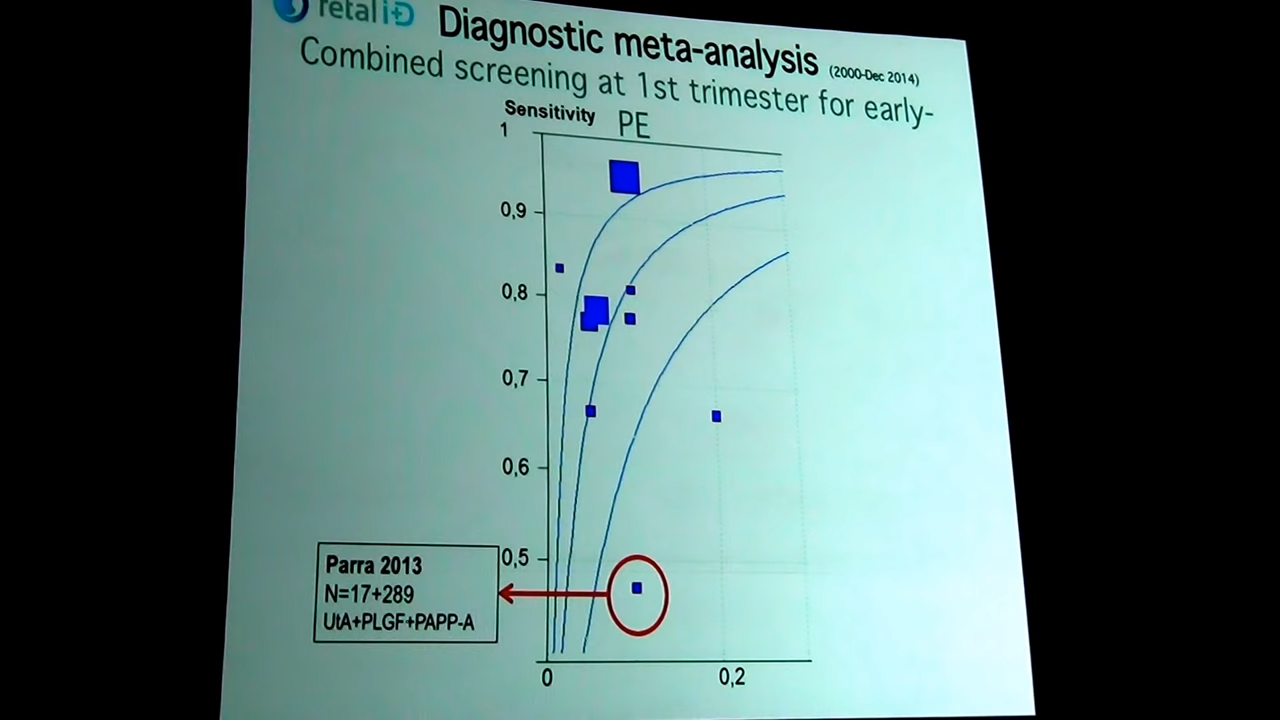 fetal i+D
Diagnostic meta-analysis (2000-Dec 2014)
Combined screening at 1st trimester for early-
PE
Sensitivity
1
0,9
0,8
0,7
0,6
0,5
Parra 2013
N=17+289
UtA+PLGF+PAPP-A
0
0,2